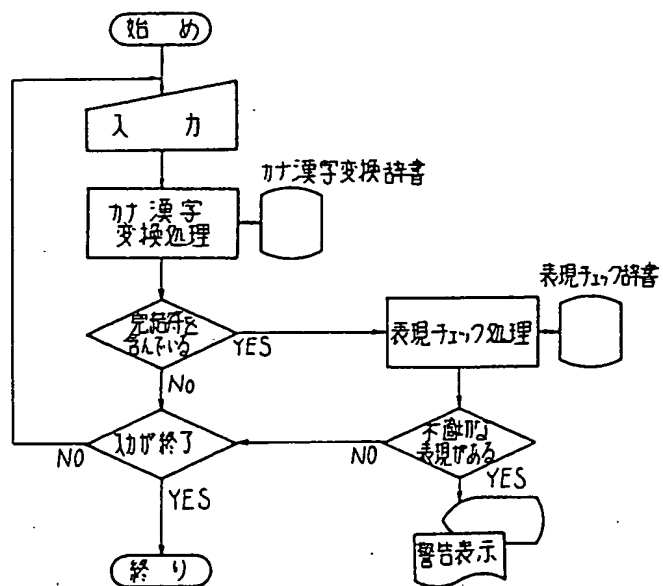 始め
入力
カナ漢字変換辞書
カナ漢字
変換処理
表現チェック辞書
完結符を
含んでいる
YES
表現チェック処理
NO
入力が終了
NO
不適切な
表現がある
NO
YES
YES
終り
警告表示